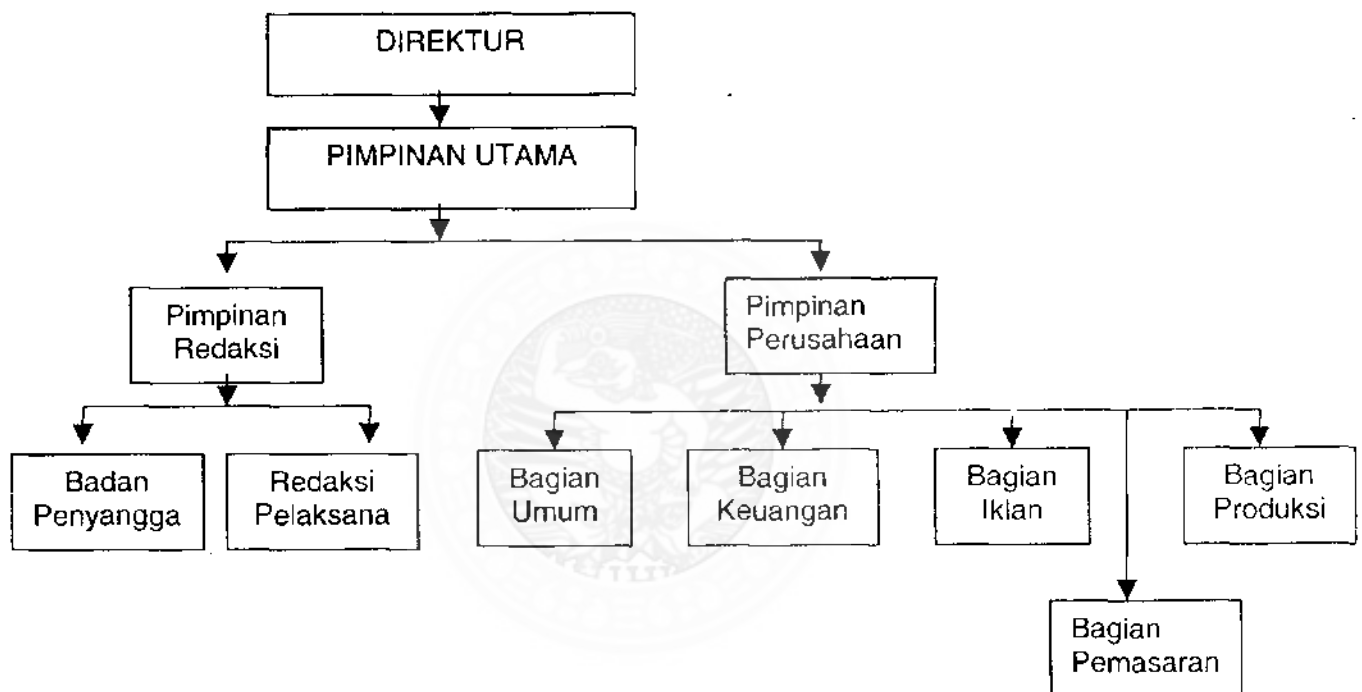 DIREKTUR
PIMPINAN UTAMA
Pimpinan
Redaksi
Pimpinan
Perusahaan
Badan
Penyangga
Redaksi
Pelaksana
Bagian
Umum
Bagian
Keuangan
Bagian
Iklan
Bagian
Produksi
Bagian
Pemasaran